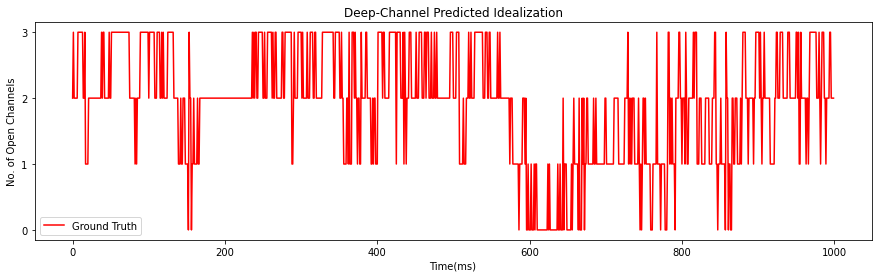 Deep-Channel Predicted Idealization
No. of Open Channels
3
2
1
0
Ground Truth
0
200
400
600
800
1000
Time(ms)